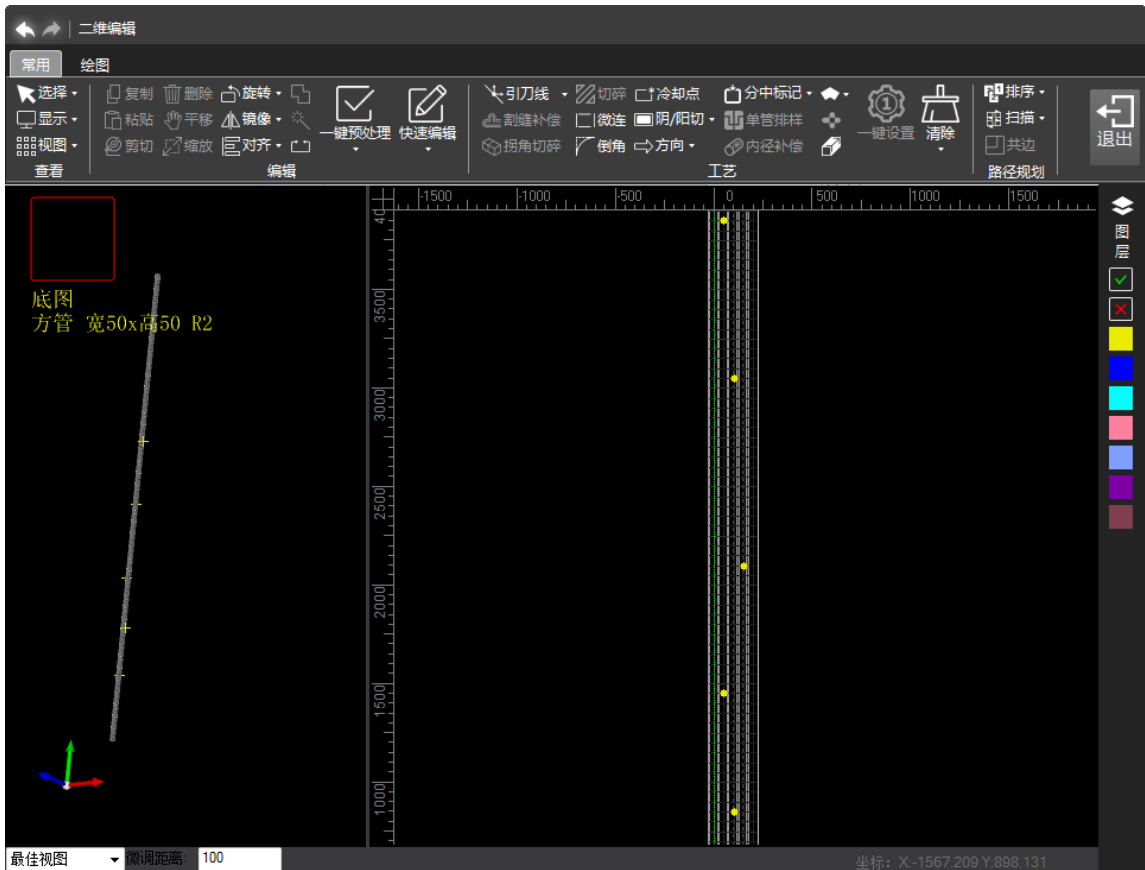 二维编辑
常用 绘图
选择 复制 删除 旋转 引刀线 切碎 冷却点 分中标记 排序
显示 粘贴 平移 镜像 一键预处理 快速编辑 割缝补偿 微连 阴/阳切 单管排样 一键设置 清除 扫描 退出
视图 剪切 缩放 对齐 拐角切碎 倒角 方向 内径补偿 共边
查看 编辑 工艺 路径规划
-1500 -1000 -500 0 500 1000 1500
图层
底图
方管 宽50x高50 R2
40
3500
3000
2500
2000
1500
1000
最佳视图 微调距离: 100 坐标: X:-1567.209 Y:898.131